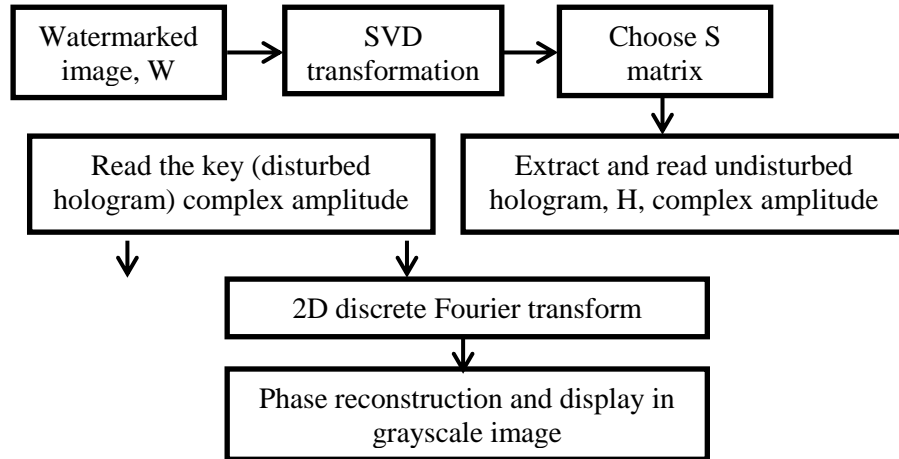 Watermarked
image, W
SVD
transformation
Choose S
matrix
Read the key (disturbed
hologram) complex amplitude
Extract and read undisturbed
hologram, H, complex amplitude
2D discrete Fourier transform
Phase reconstruction and display in
grayscale image